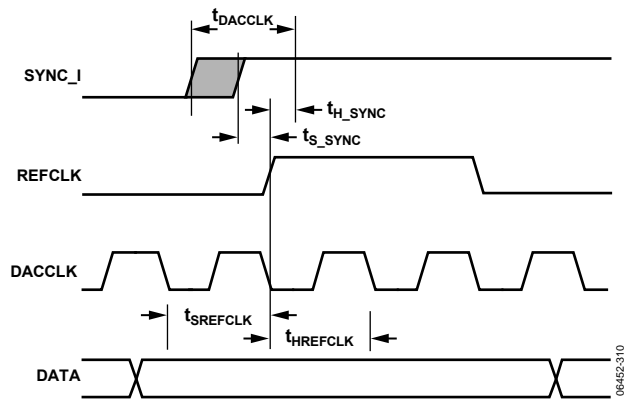 tDACCLK
SYNC_I
tH_SYNC
tS_SYNC
REFCLK
DACCLK
tSREFCLK
tHREFCLK
DATA
06452-310